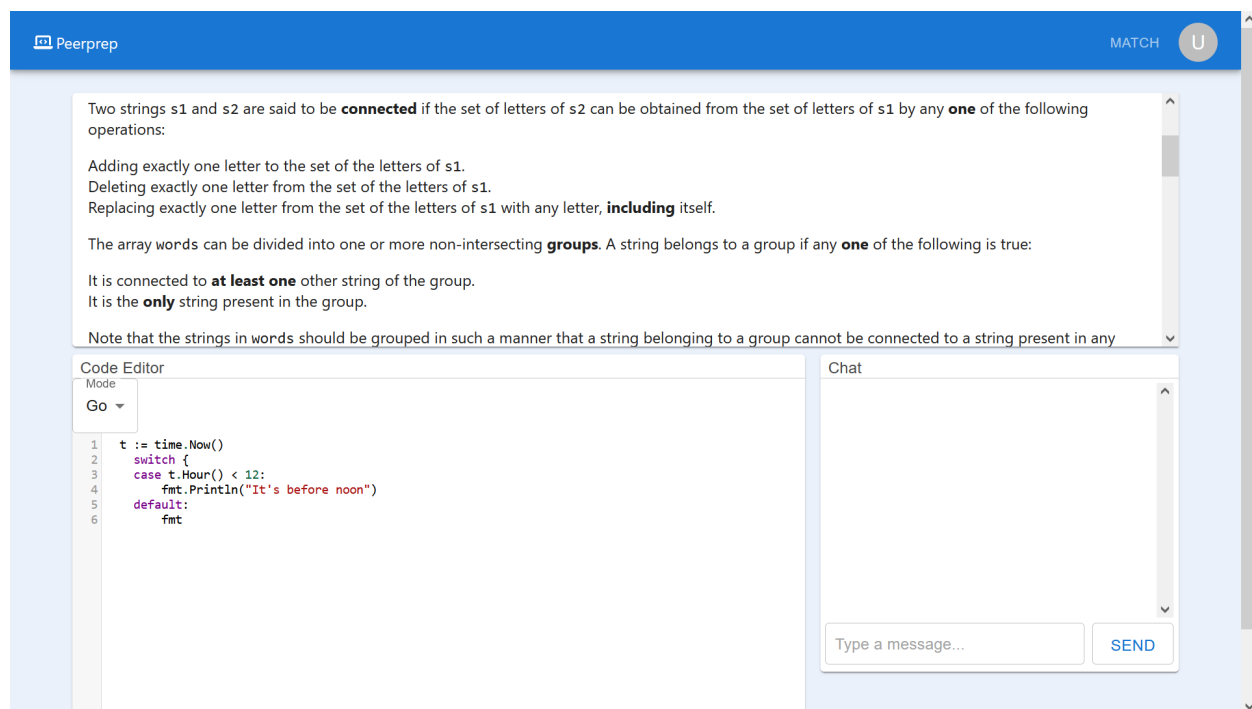 Peerprep
MATCH
U
Two strings s1 and s2 are said to be connected if the set of letters of s2 can be obtained from the set of letters of s1 by any one of the following
operations:
Adding exactly one letter to the set of the letters of s1.
Deleting exactly one letter from the set of the letters of s1.
Replacing exactly one letter from the set of the letters of s1 with any letter, including itself.
The array words can be divided into one or more non-intersecting groups. A string belongs to a group if any one of the following is true:
It is connected to at least one other string of the group.
It is the only string present in the group.
Note that the strings in words should be grouped in such a manner that a string belonging to a group cannot be connected to a string present in any
Code Editor
Mode
Go
1 t := time.Now()
2 switch {
3 case t.Hour() < 12:
4 fmt.Println("It's before noon")
5 default:
6 fmt
Chat
Type a message...
SEND